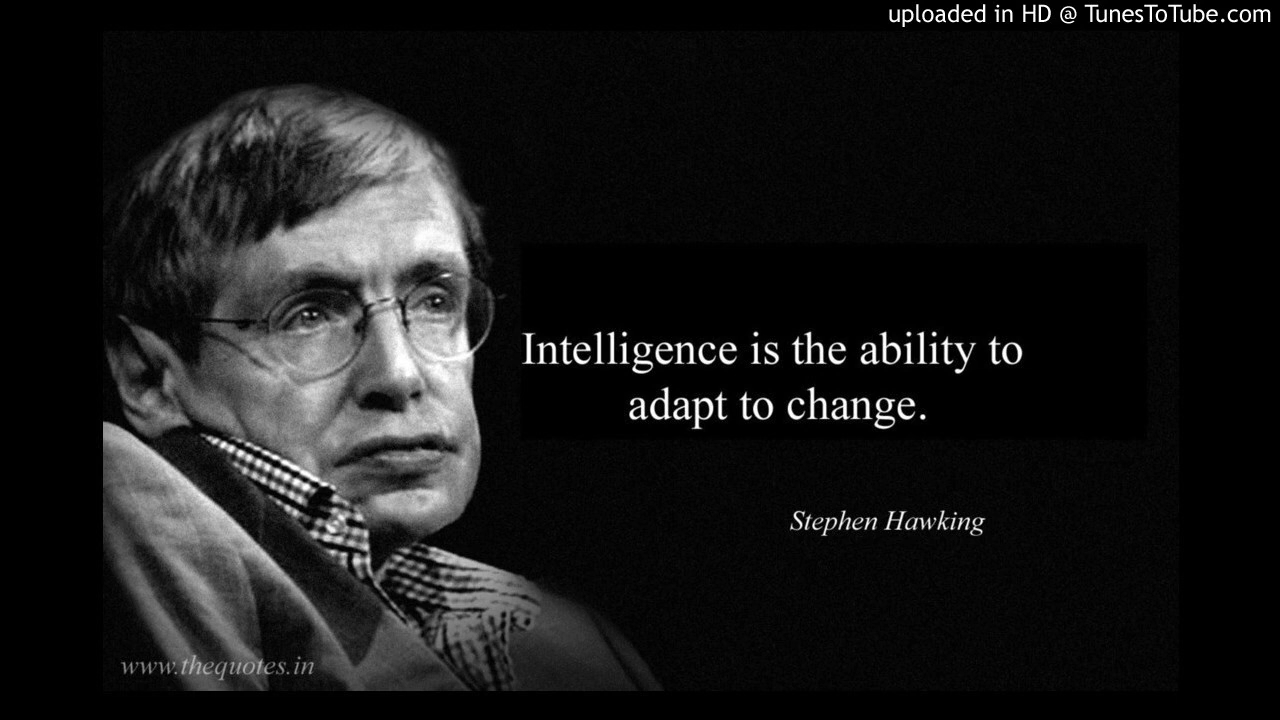 uploaded in HD @ TunesToTube.com
Intelligence is the ability to
adapt to change.
Stephen Hawking
www.thequotes.in